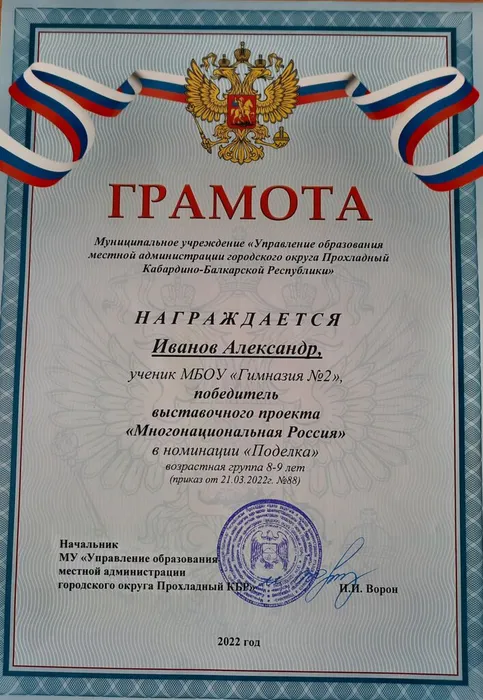 ГРАМОТА
Муниципальное учреждение «Управление образования
местной администрации городского округа Прохладный
Кабардино-Балкарской Республики»
НАГРАЖДАЕТСЯ
Иванов Александр,
ученик МБОУ «Гимназия №2»,
победитель
выставочного проекта
«Многонациональная Россия»
в номинации «Поделка»
возрастная группа 8-9 лет
(приказ от 21.03.2022г. №88)
Начальник
МУ «Управление образования
местной администрации
городского округа Прохладный КБР»
И.И. Ворон
2022 год